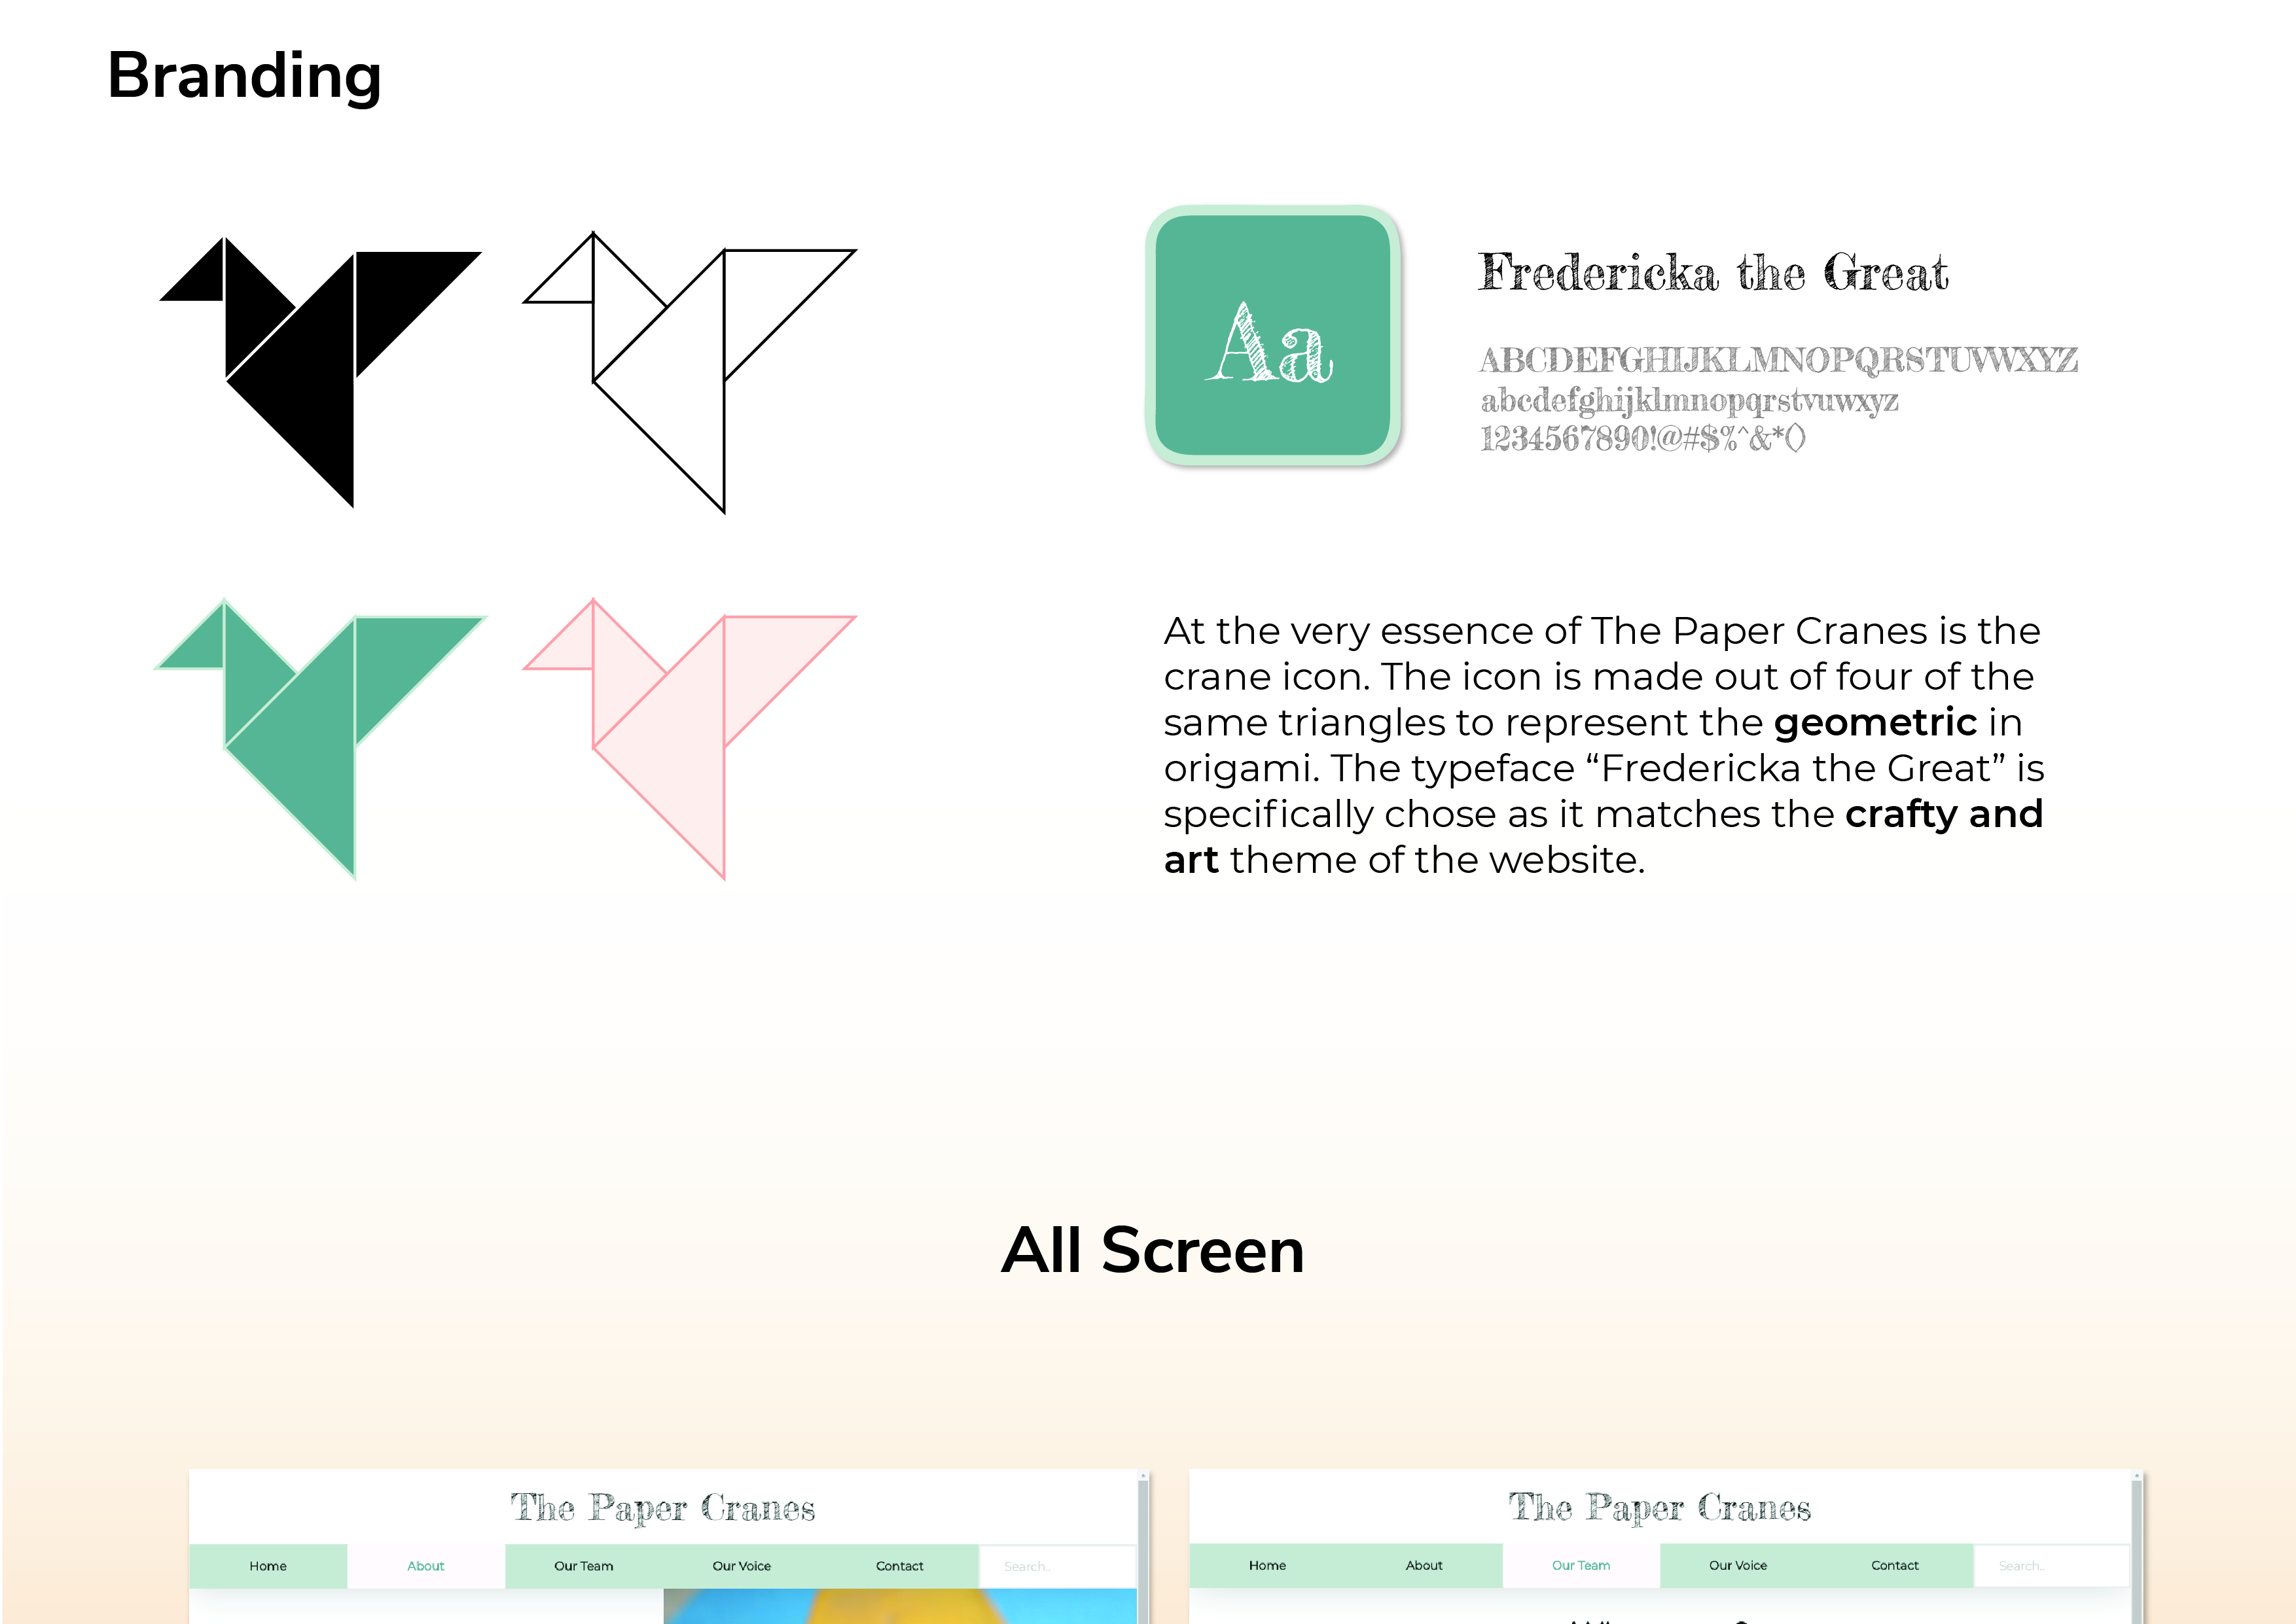 Branding
Aa
Fredericka the Great
ABCDEFGHIJKLMNOPQRSTUVWXYZ
abcdefghijklmnopqrstvuwxyz
1234567890!@#$%^&*()
At the very essence of The Paper Cranes is the
crane icon. The icon is made out of four of the
same triangles to represent the geometric in
origami. The typeface “Fredericka the Great” is
specifically chose as it matches the crafty and
art theme of the website.
All Screen
The Paper Cranes
Home About Our Team Our Voice Contact Search..
The Paper Cranes
Home About Our Team Our Voice Contact Search..